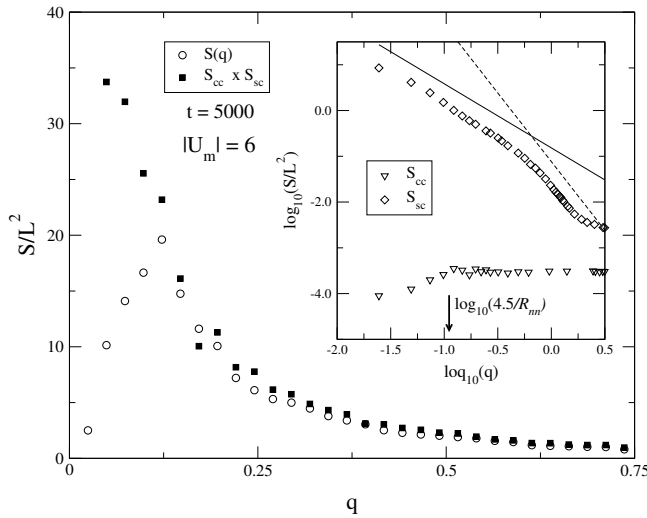 40
30
20
10
0
S/L²
0
0.25
0.5
0.75
q
S(q)
S_cc x S_sc
t = 5000
|U_m| = 6
log₁₀(S/L²)
0.0
-2.0
-4.0
-2.0
-1.5
-1.0
-0.5
0.0
0.5
loq₁₀(q)
S_cc
S_sc
log₁₀(4.5/R_nn)